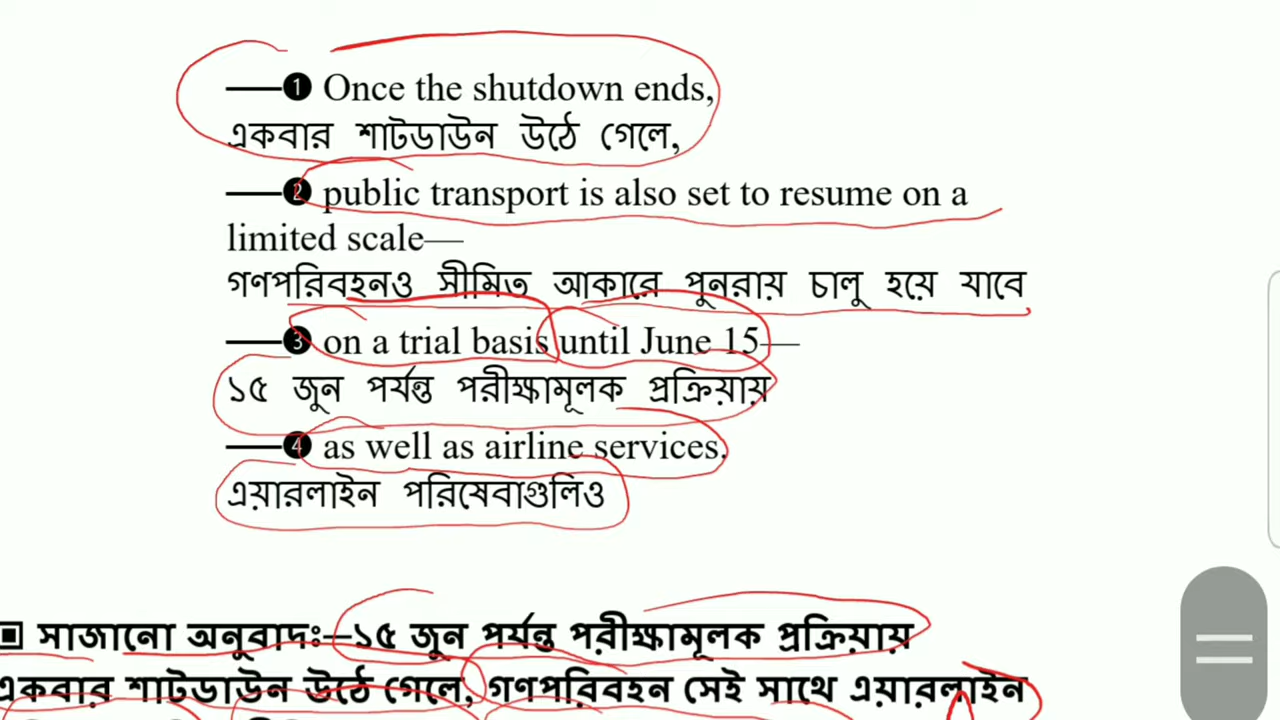 ——❶ Once the shutdown ends,
একবার শাটডাউন উঠে গেলে,
——❷ public transport is also set to resume on a
limited scale—
গণপরিবহনও সীমিত আকারে পুনরায় চালু হয়ে যাবে
——❸ on a trial basis until June 15—
১৫ জুন পর্যন্ত পরীক্ষামূলক প্রক্রিয়ায়
——❹ as well as airline services.
এয়ারলাইন পরিষেবাগুলিও
▣ সাজানো অনুবাদঃ—১৫ জুন পর্যন্ত পরীক্ষামূলক প্রক্রিয়ায়
একবার শাটডাউন উঠে গেলে, গণপরিবহন সেই সাথে এয়ারলাইন